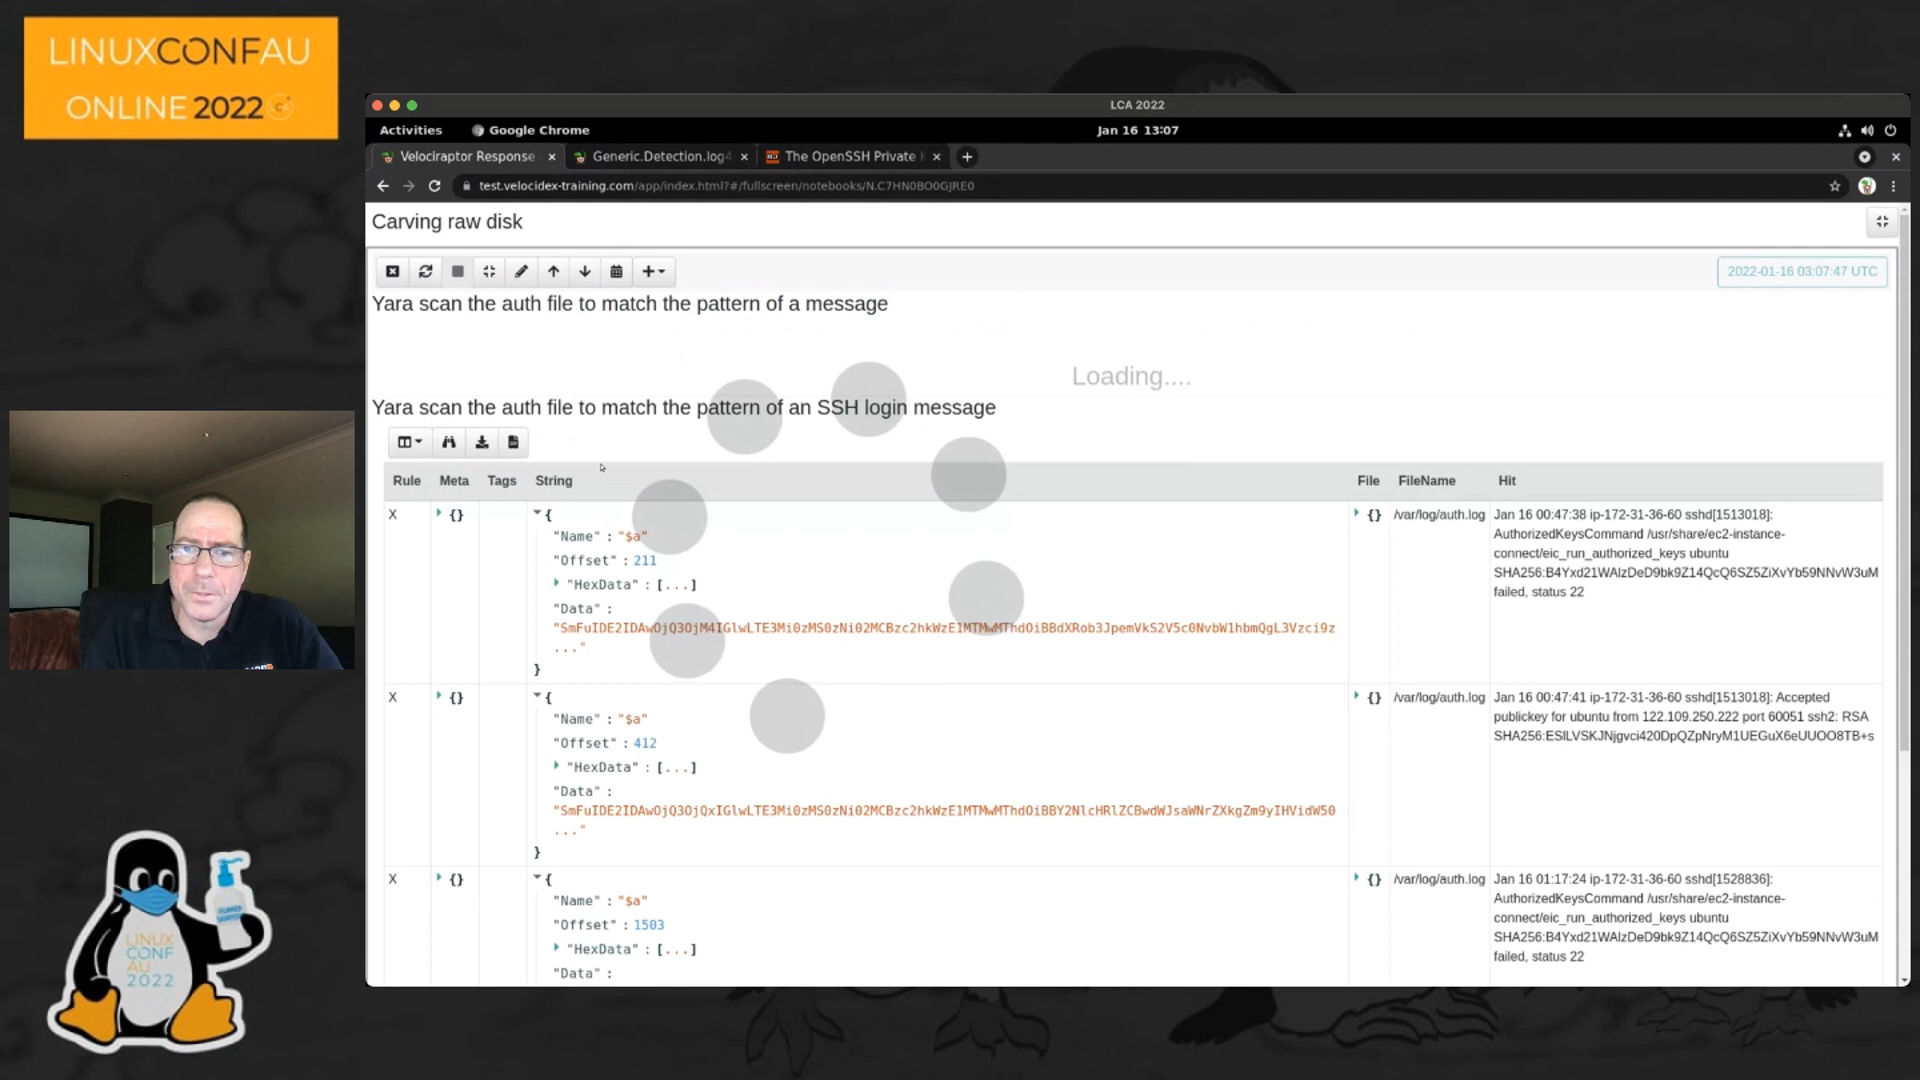 LINUXCONFAU
ONLINE 2022
LCA 2022
Activities
Google Chrome
Jan 16 13:07
Velociraptor Response
Generic.Detection.log4
The OpenSSH Private
test.velocidex-training.com/app/index.html?#/fullscreen/notebooks/N.C7HN0BO0GJRE0
Carving raw disk
2022-01-16 03:07:47 UTC
Yara scan the auth file to match the pattern of a message
Loading....
Yara scan the auth file to match the pattern of an SSH login message
Rule Meta Tags String File FileName Hit
X {} { {} /var/log/auth.log Jan 16 00:47:38 ip-172-31-36-60 sshd[1513018]:
"Name" : "$a" AuthorizedKeysCommand /usr/share/ec2-instance-
"Offset" : 211 connect/eic_run_authorized_keys ubuntu
"HexData" : [...] SHA256:B4Yxd21WAlzDeD9bk9Z14QcQ6SZ5ZiXvYb59NNvW3uM
"Data" : failed, status 22
"SmFuIDE2IDAwOjQ3OjM4IGlwLTE3Mi0zMS0zNi02MCBzc2hkWzE1MTMwMThdOiBBdXRob3JpemVkS2V5c0NvbW1hbmQgL3Vzci9z
..."
}
X {} { {} /var/log/auth.log Jan 16 00:47:41 ip-172-31-36-60 sshd[1513018]: Accepted
"Name" : "$a" publickey for ubuntu from 122.109.250.222 port 60051 ssh2: RSA
"Offset" : 412 SHA256:ESlLVSKJNjgvci420DpQZpNryM1UEGuX6eUUOO8TB+s
"HexData" : [...]
"Data" :
"SmFuIDE2IDAwOjQ3OjQxIGlwLTE3Mi0zMS0zNi02MCBzc2hkWzE1MTMwMThdOiBBY2NlcHRlZCBwdWJsaWNrZXkgZm9yIHVidW50
..."
}
X {} { {} /var/log/auth.log Jan 16 01:17:24 ip-172-31-36-60 sshd[1528836]:
"Name" : "$a" AuthorizedKeysCommand /usr/share/ec2-instance-
"Offset" : 1503 connect/eic_run_authorized_keys ubuntu
"HexData" : [...] SHA256:B4Yxd21WAlzDeD9bk9Z14QcQ6SZ5ZiXvYb59NNvW3uM
"Data" : failed, status 22
LINUX
CONF
AU
2022